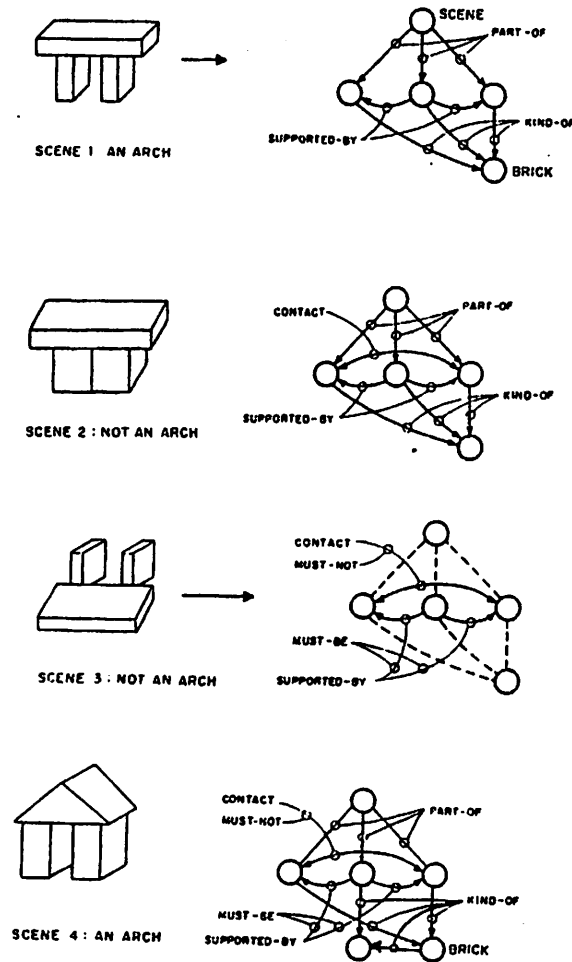 SCENE
PART-OF
SUPPORTED-BY
KIND-OF
BRICK
SCENE 1 AN ARCH
CONTACT
PART-OF
SUPPORTED-BY
KIND-OF
SCENE 2 : NOT AN ARCH
CONTACT
MUST-NOT
MUST-BE
SUPPORTED-BY
SCENE 3 : NOT AN ARCH
CONTACT
MUST-NOT
PART-OF
KIND-OF
MUST-BE
SUPPORTED-BY
BRICK
SCENE 4: AN ARCH